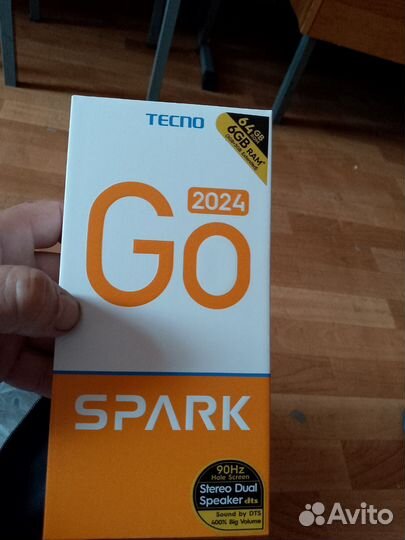 TECNO
64GB
ROM
6GB RAM*
2024
GO
SPARK
90Hz
Hole Screen
Stereo Dual
Speaker dts
Sound by DTS
400% Big Volume
Avito